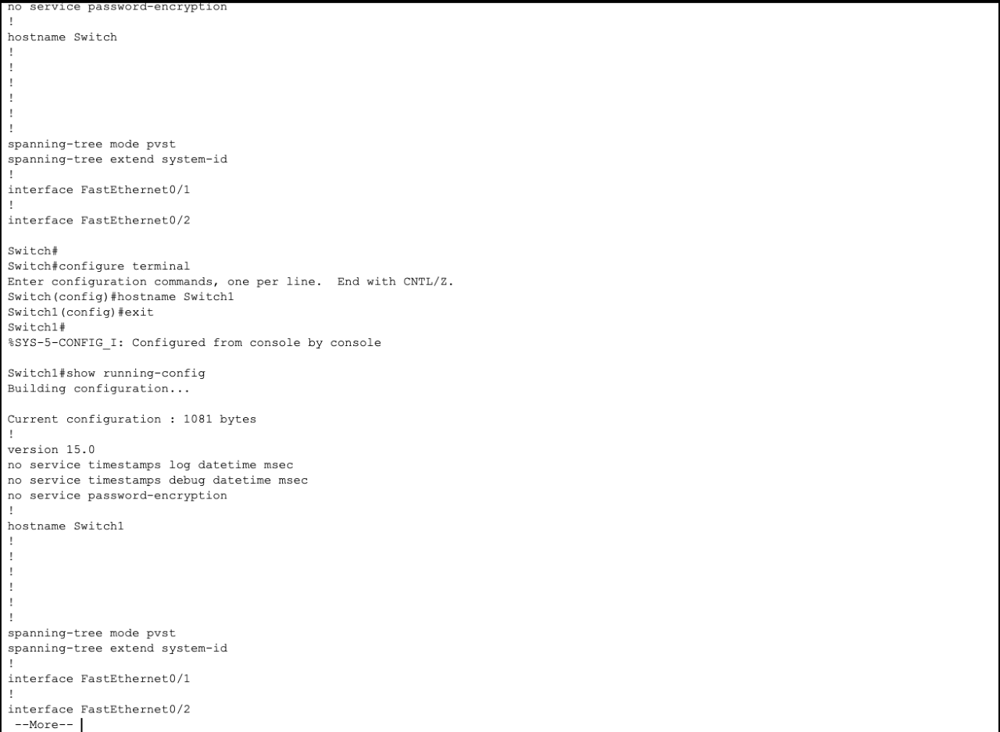 no service password-encryption
!
hostname Switch
!
!
!
!
!
!
spanning-tree mode pvst
spanning-tree extend system-id
!
interface FastEthernet0/1
!
interface FastEthernet0/2
Switch#
Switch#configure terminal
Enter configuration commands, one per line.  End with CNTL/Z.
Switch(config)#hostname Switch1
Switch1(config)#exit
Switch1#
%SYS-5-CONFIG_I: Configured from console by console
Switch1#show running-config
Building configuration...
Current configuration : 1081 bytes
!
version 15.0
no service timestamps log datetime msec
no service timestamps debug datetime msec
no service password-encryption
!
hostname Switch1
!
!
!
!
!
!
spanning-tree mode pvst
spanning-tree extend system-id
!
interface FastEthernet0/1
!
interface FastEthernet0/2
--More--